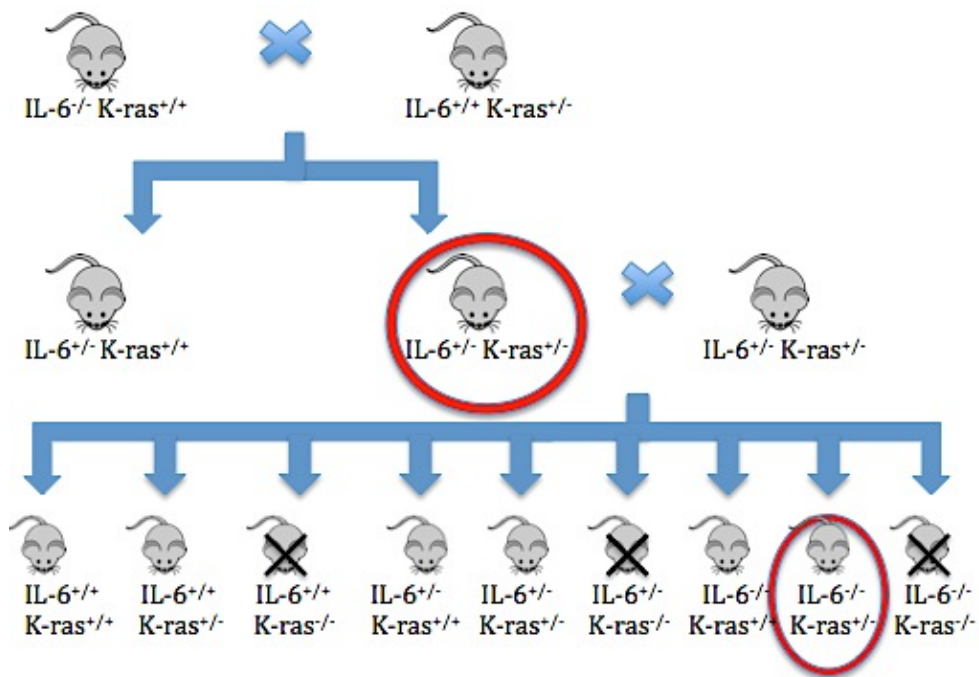 IL-6⁻/⁻ K-ras⁺/⁺ IL-6⁺/⁺ K-ras⁺/⁻
IL-6⁺/⁻ K-ras⁺/⁺ IL-6⁺/⁻ K-ras⁺/⁻ IL-6⁺/⁻ K-ras⁺/⁻
IL-6⁺/⁺ IL-6⁺/⁺ IL-6⁺/⁺ IL-6⁺/⁻ IL-6⁺/⁻ IL-6⁺/⁻ IL-6⁻/⁻ IL-6⁻/⁻ IL-6⁻/⁻
K-ras⁺/⁺ K-ras⁺/⁻ K-ras⁻/⁻ K-ras⁺/⁺ K-ras⁺/⁻ K-ras⁻/⁻ K-ras⁺/⁺ K-ras⁺/⁻ K-ras⁻/⁻